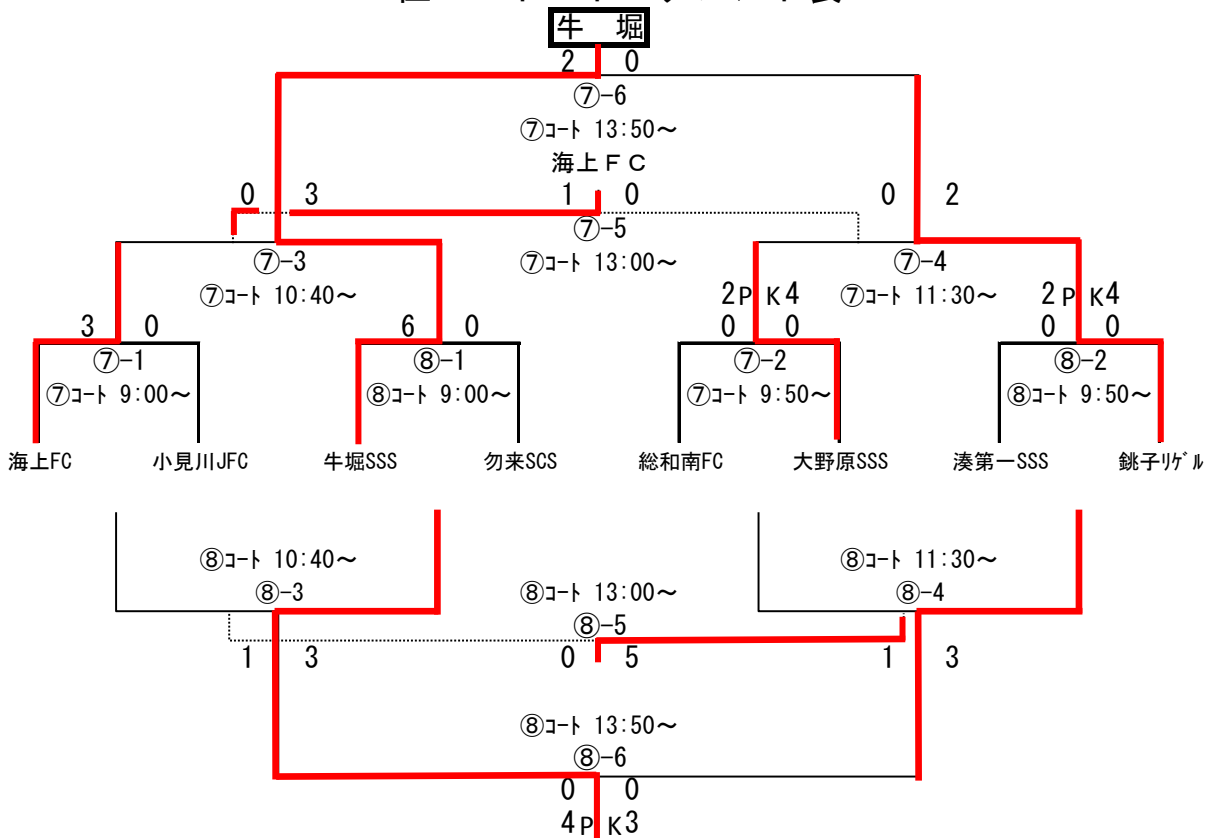 牛 堀
2 0
⑦-6
⑦ｺｰﾄ 13:50～
海上ＦＣ
0 3 1 0 0 2
⑦-5
⑦-3 ⑦ｺｰﾄ 13:00～ ⑦-4
⑦ｺｰﾄ 10:40～ 2P K4 ⑦ｺｰﾄ 11:30～ 2P K4
3 0 6 0 0 0 0 0
⑦-1 ⑧-1 ⑦-2 ⑧-2
⑦ｺｰﾄ 9:00～ ⑧ｺｰﾄ 9:00～ ⑦ｺｰﾄ 9:50～ ⑧ｺｰﾄ 9:50～
海上FC 小見川JFC 牛堀SSS 勿来SCS 総和南FC 大野原SSS 湊第一SSS 銚子ﾘｹﾞﾙ
⑧ｺｰﾄ 10:40～ ⑧ｺｰﾄ 11:30～
⑧-3 ⑧ｺｰﾄ 13:00～ ⑧-4
⑧-5
1 3 0 5 1 3
⑧ｺｰﾄ 13:50～
⑧-6
0 0
4P K3